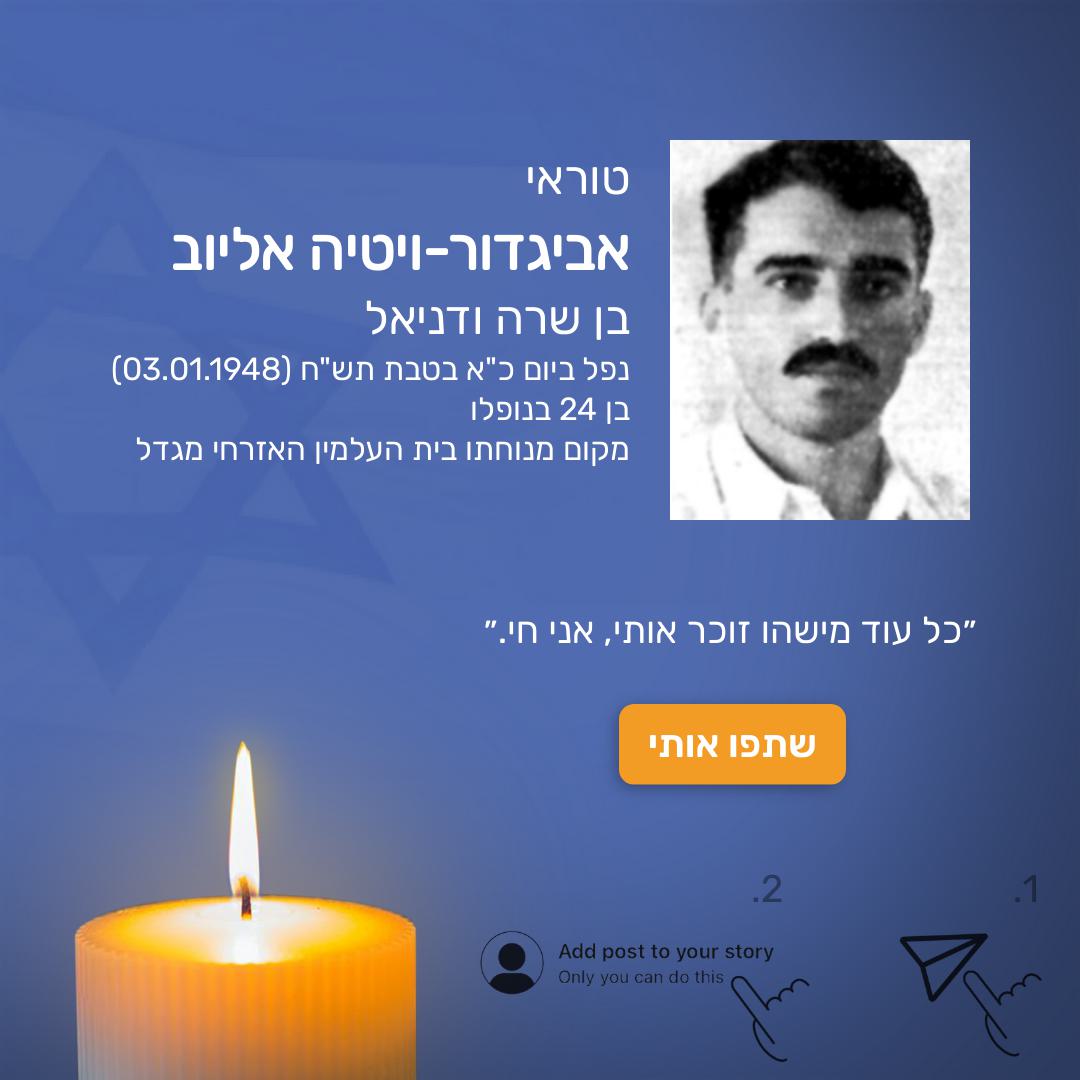 טוראי
אביגדור-ויטיה אליוב
בן שרה ודניאל
נפל ביום כ"א בטבת תש"ח (03.01.1948)
בן 24 בנופלו
מקום מנוחתו בית העלמין האזרחי מגדל
״כל עוד מישהו זוכר אותי, אני חי.״
שתפו אותי
1.
2.
Add post to your story
Only you can do this